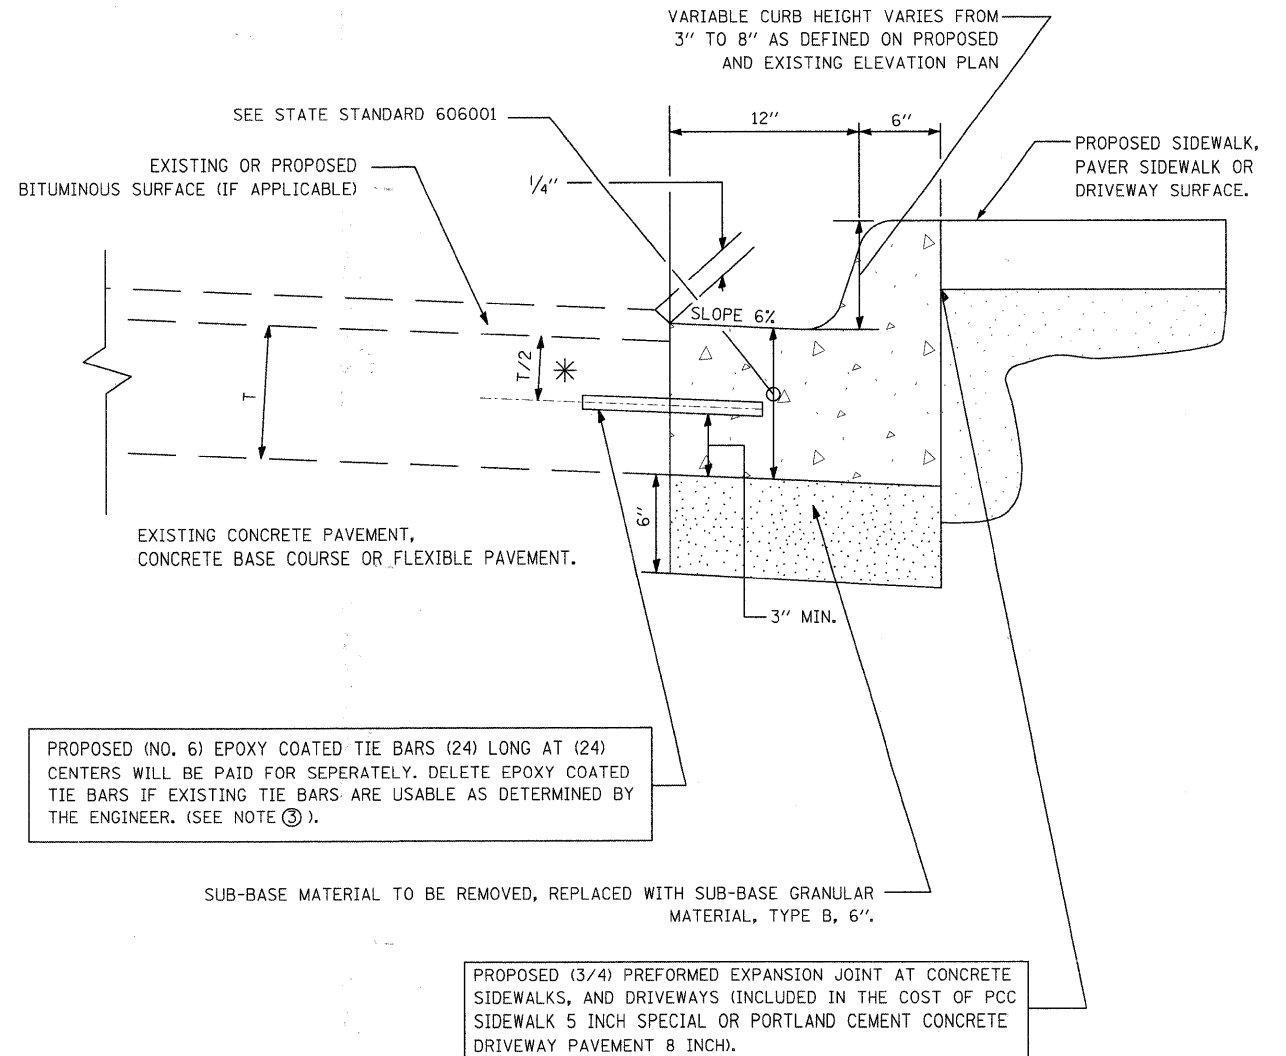 VARIABLE CURB HEIGHT VARIES FROM
3" TO 8" AS DEFINED ON PROPOSED
AND EXISTING ELEVATION PLAN
SEE STATE STANDARD 606001
12"
6"
PROPOSED SIDEWALK,
PAVER SIDEWALK OR
DRIVEWAY SURFACE.
EXISTING OR PROPOSED
BITUMINOUS SURFACE (IF APPLICABLE)
1/4"
SLOPE 6%
T
T/2
*
6"
EXISTING CONCRETE PAVEMENT,
CONCRETE BASE COURSE OR FLEXIBLE PAVEMENT.
3" MIN.
PROPOSED (NO. 6) EPOXY COATED TIE BARS (24) LONG AT (24)
CENTERS WILL BE PAID FOR SEPERATELY. DELETE EPOXY COATED
TIE BARS IF EXISTING TIE BARS ARE USABLE AS DETERMINED BY
THE ENGINEER. (SEE NOTE ③ ).
SUB-BASE MATERIAL TO BE REMOVED, REPLACED WITH SUB-BASE GRANULAR
MATERIAL, TYPE B, 6".
PROPOSED (3/4) PREFORMED EXPANSION JOINT AT CONCRETE
SIDEWALKS, AND DRIVEWAYS (INCLUDED IN THE COST OF PCC
SIDEWALK 5 INCH SPECIAL OR PORTLAND CEMENT CONCRETE
DRIVEWAY PAVEMENT 8 INCH).